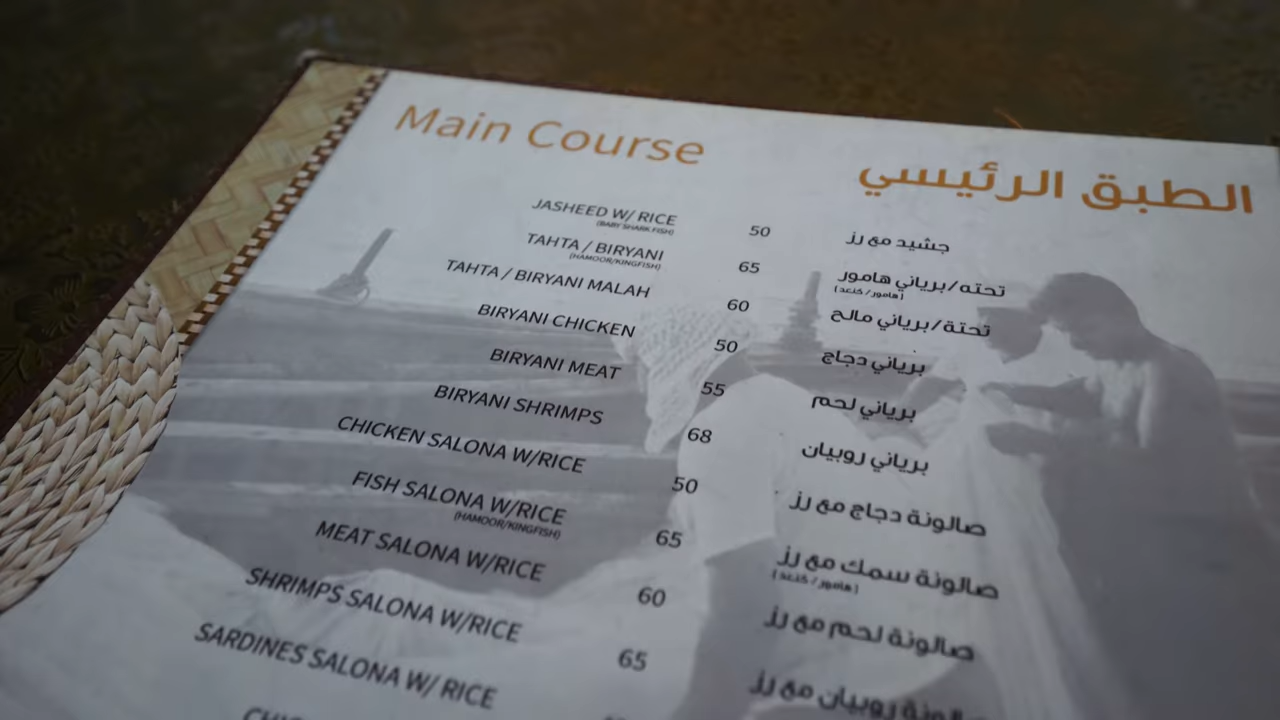 Main Course
الطبق الرئيسي
JASHEED W/ RICE 50 جشيد مع رز
(BABY SHARK FISH)
TAHTA / BIRYANI 65 تحته/برياني هامور
(HAMOOR/KINGFISH) (هامور / كنعد)
TAHTA / BIRYANI MALAH 60 تحتة/برياني مالح
BIRYANI CHICKEN 50 برياني دجاج
BIRYANI MEAT 55 برياني لحم
BIRYANI SHRIMPS 68 برياني روبيان
CHICKEN SALONA W/RICE 50 صالونة دجاج مع رز
FISH SALONA W/RICE 65 صالونة سمك مع رز
(HAMOOR/KINGFISH) (هامور / كنعد)
MEAT SALONA W/RICE 60 صالونة لحم مع رز
SHRIMPS SALONA W/RICE 65 صالونة روبيان مع رز
SARDINES SALONA W/ RICE